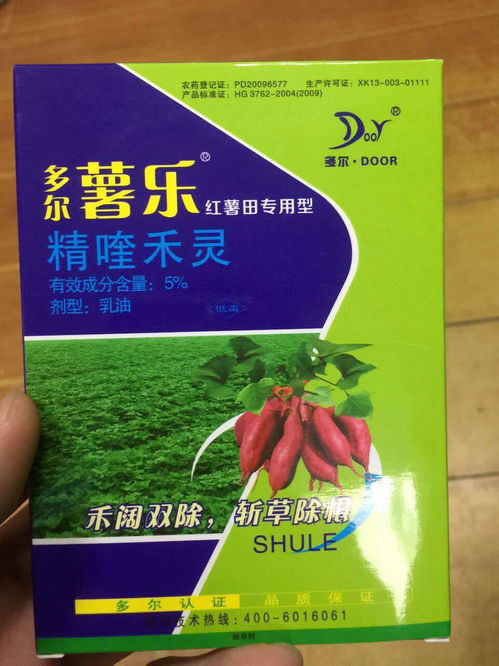 农药登记证：PD20096577 生产许可证：XK13-003-01111
产品标准证：HG 3762-2004(2009)
Door®
多尔·DOOR
多尔 薯乐® 红薯田专用型
精喹禾灵
有效成分含量：5%
剂型：乳油
<低毒>
禾阔双除，斩草除根
SHULE
多尔认证 品质保证
技术热线：400-6016061
除草剂